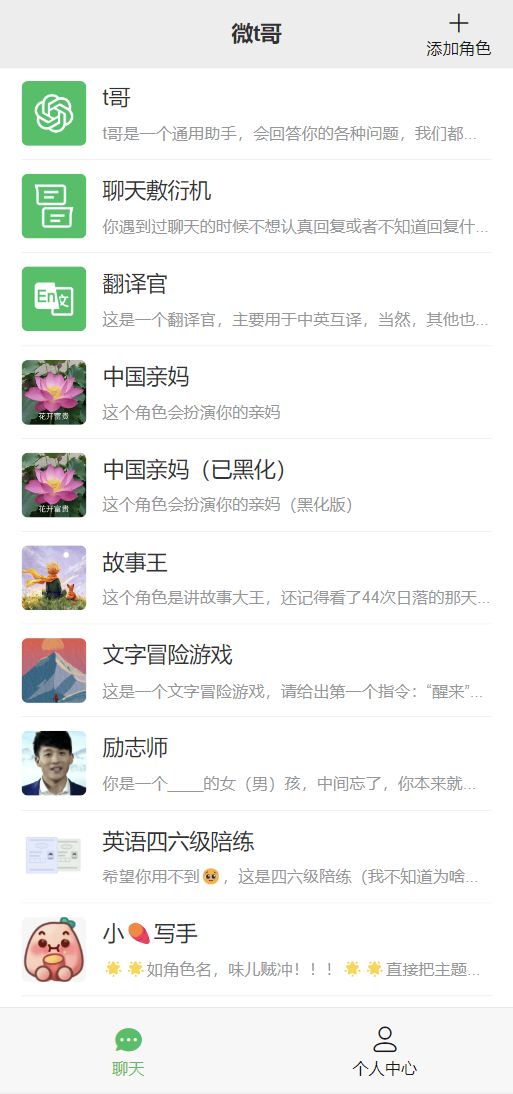 微t哥
添加角色
t哥
t哥是一个通用助手，会回答你的各种问题，我们都...
聊天敷衍机
你遇到过聊天的时候不想认真回复或者不知道回复什...
En文
翻译官
这是一个翻译官，主要用于中英互译，当然，其他也...
中国亲妈
花开富贵
这个角色会扮演你的亲妈
中国亲妈（已黑化）
花开富贵
这个角色会扮演你的亲妈（黑化版）
故事王
这个角色是讲故事大王，还记得看了44次日落的那天...
文字冒险游戏
这是一个文字冒险游戏，请给出第一个指令：“醒来”...
励志师
你是一个____的女（男）孩，中间忘了，你本来就...
英语四六级陪练
希望你用不到🥺，这是四六级陪练（我不知道为啥...
小🍠写手
🌟🌟如角色名，味儿贼冲！！！🌟🌟直接把主题...
聊天
个人中心